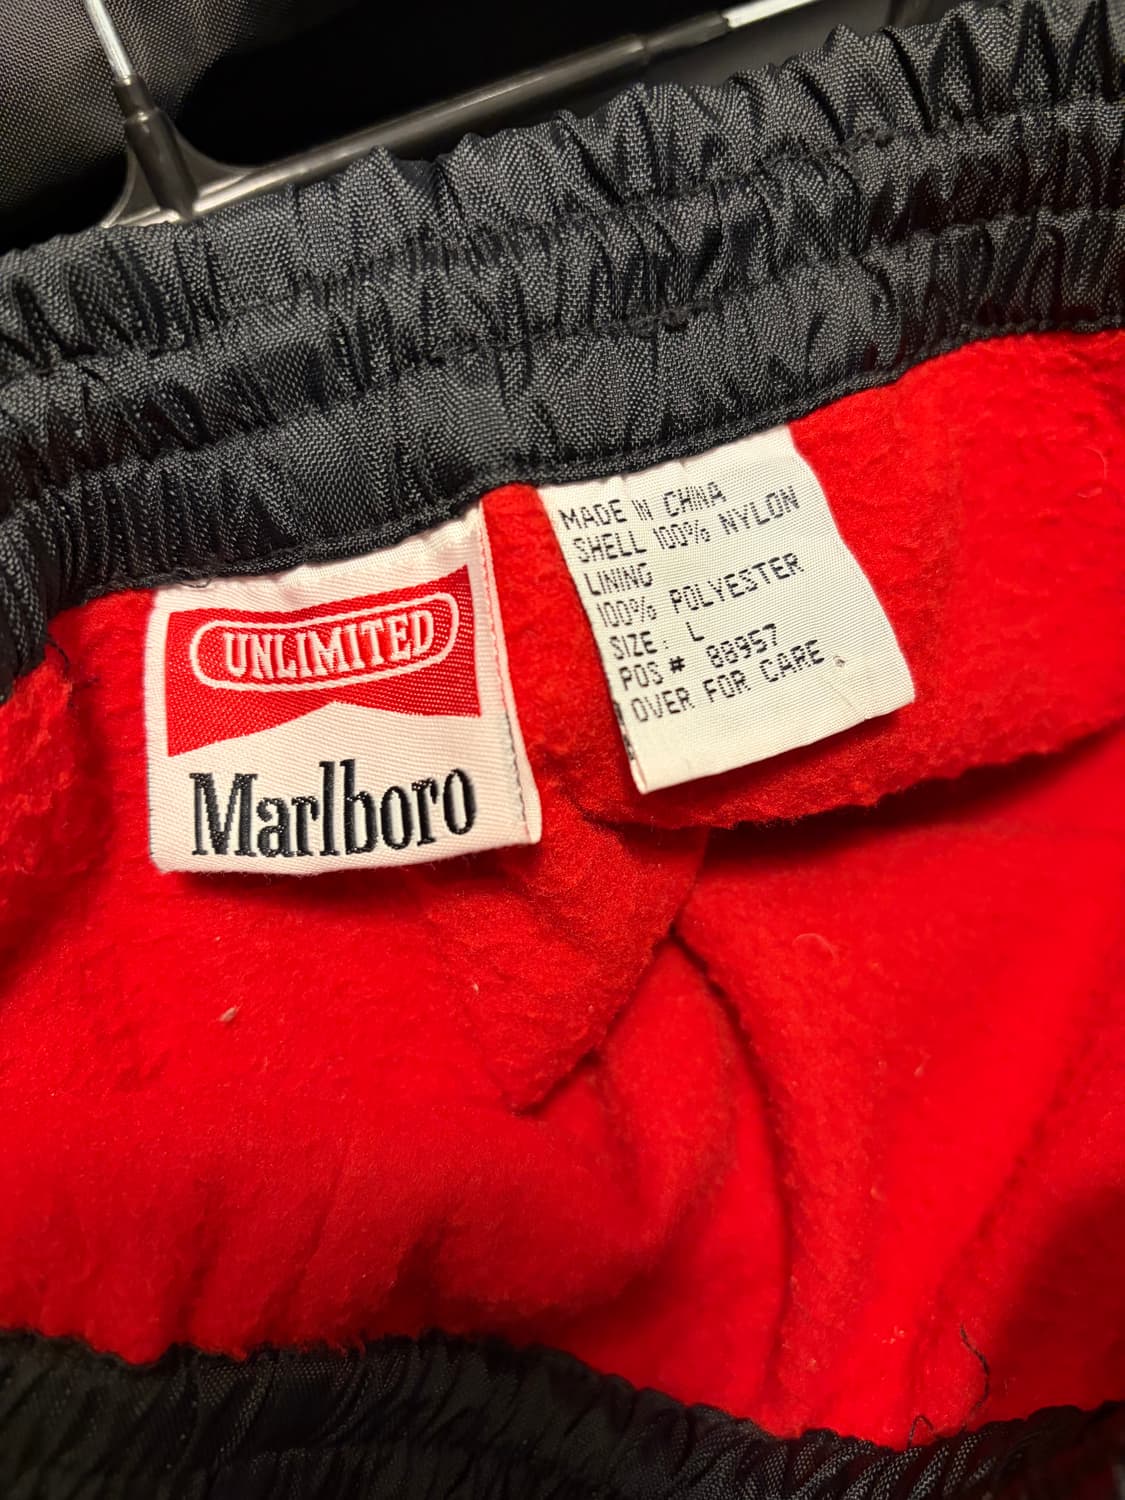 UNLIMITED
Marlboro
MADE IN CHINA
SHELL 100% NYLON
LINING
100% POLYESTER
SIZE: L
POS# 88957
OVER FOR CARE